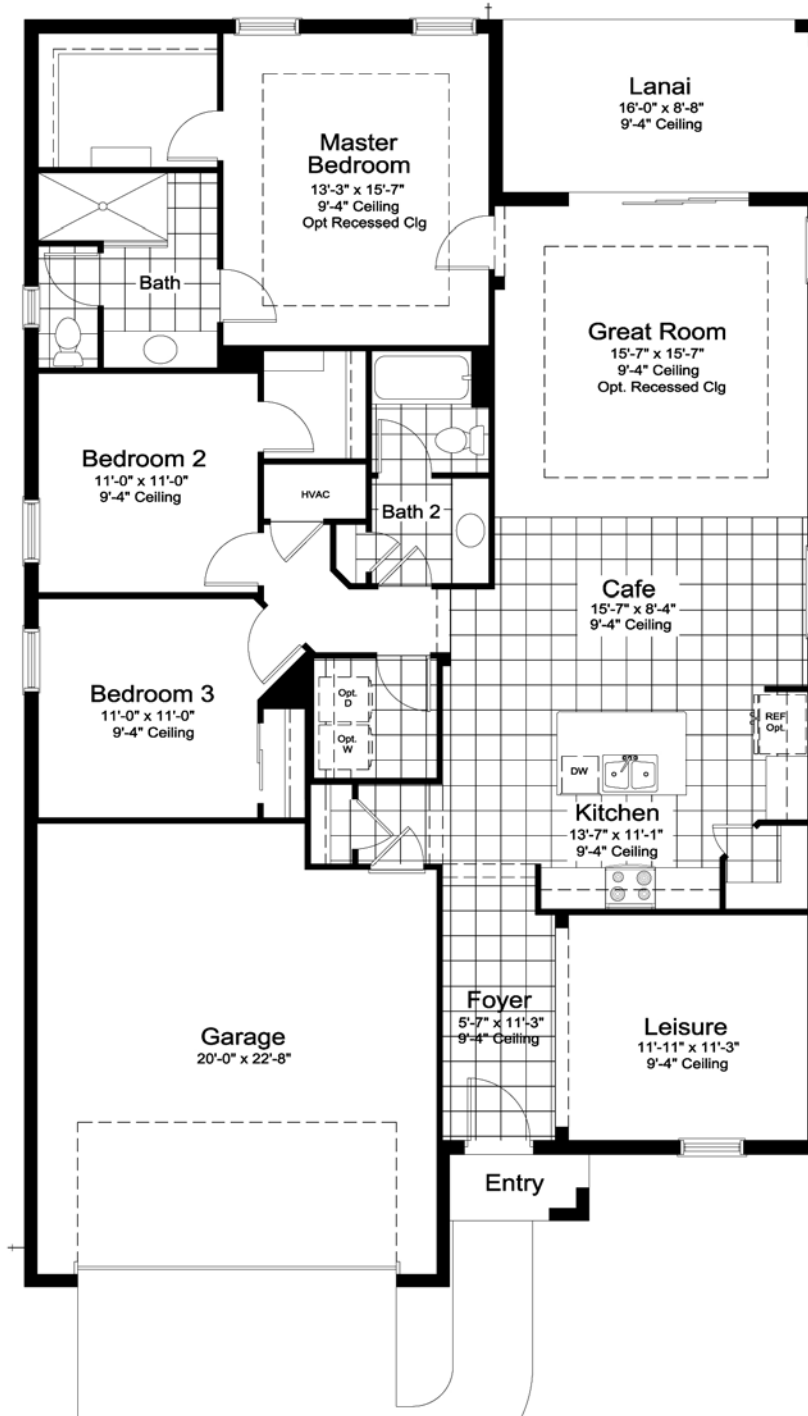 Lanai
16'-0" x 8'-8"
9'-4" Ceiling
Master
Bedroom
13'-3" x 15'-7"
9'-4" Ceiling
Opt Recessed Clg
Bath
Great Room
15'-7" x 15'-7"
9'-4" Ceiling
Opt. Recessed Clg
Bedroom 2
11'-0" x 11'-0"
9'-4" Ceiling
HVAC
Bath 2
Cafe
15'-7" x 8'-4"
9'-4" Ceiling
Bedroom 3
11'-0" x 11'-0"
9'-4" Ceiling
Opt.
D
Opt.
W
REF
Opt.
DW
Kitchen
13'-7" x 11'-1"
9'-4" Ceiling
Foyer
5'-7" x 11'-3"
9'-4" Ceiling
Leisure
11'-11" x 11'-3"
9'-4" Ceiling
Garage
20'-0" x 22'-8"
Entry